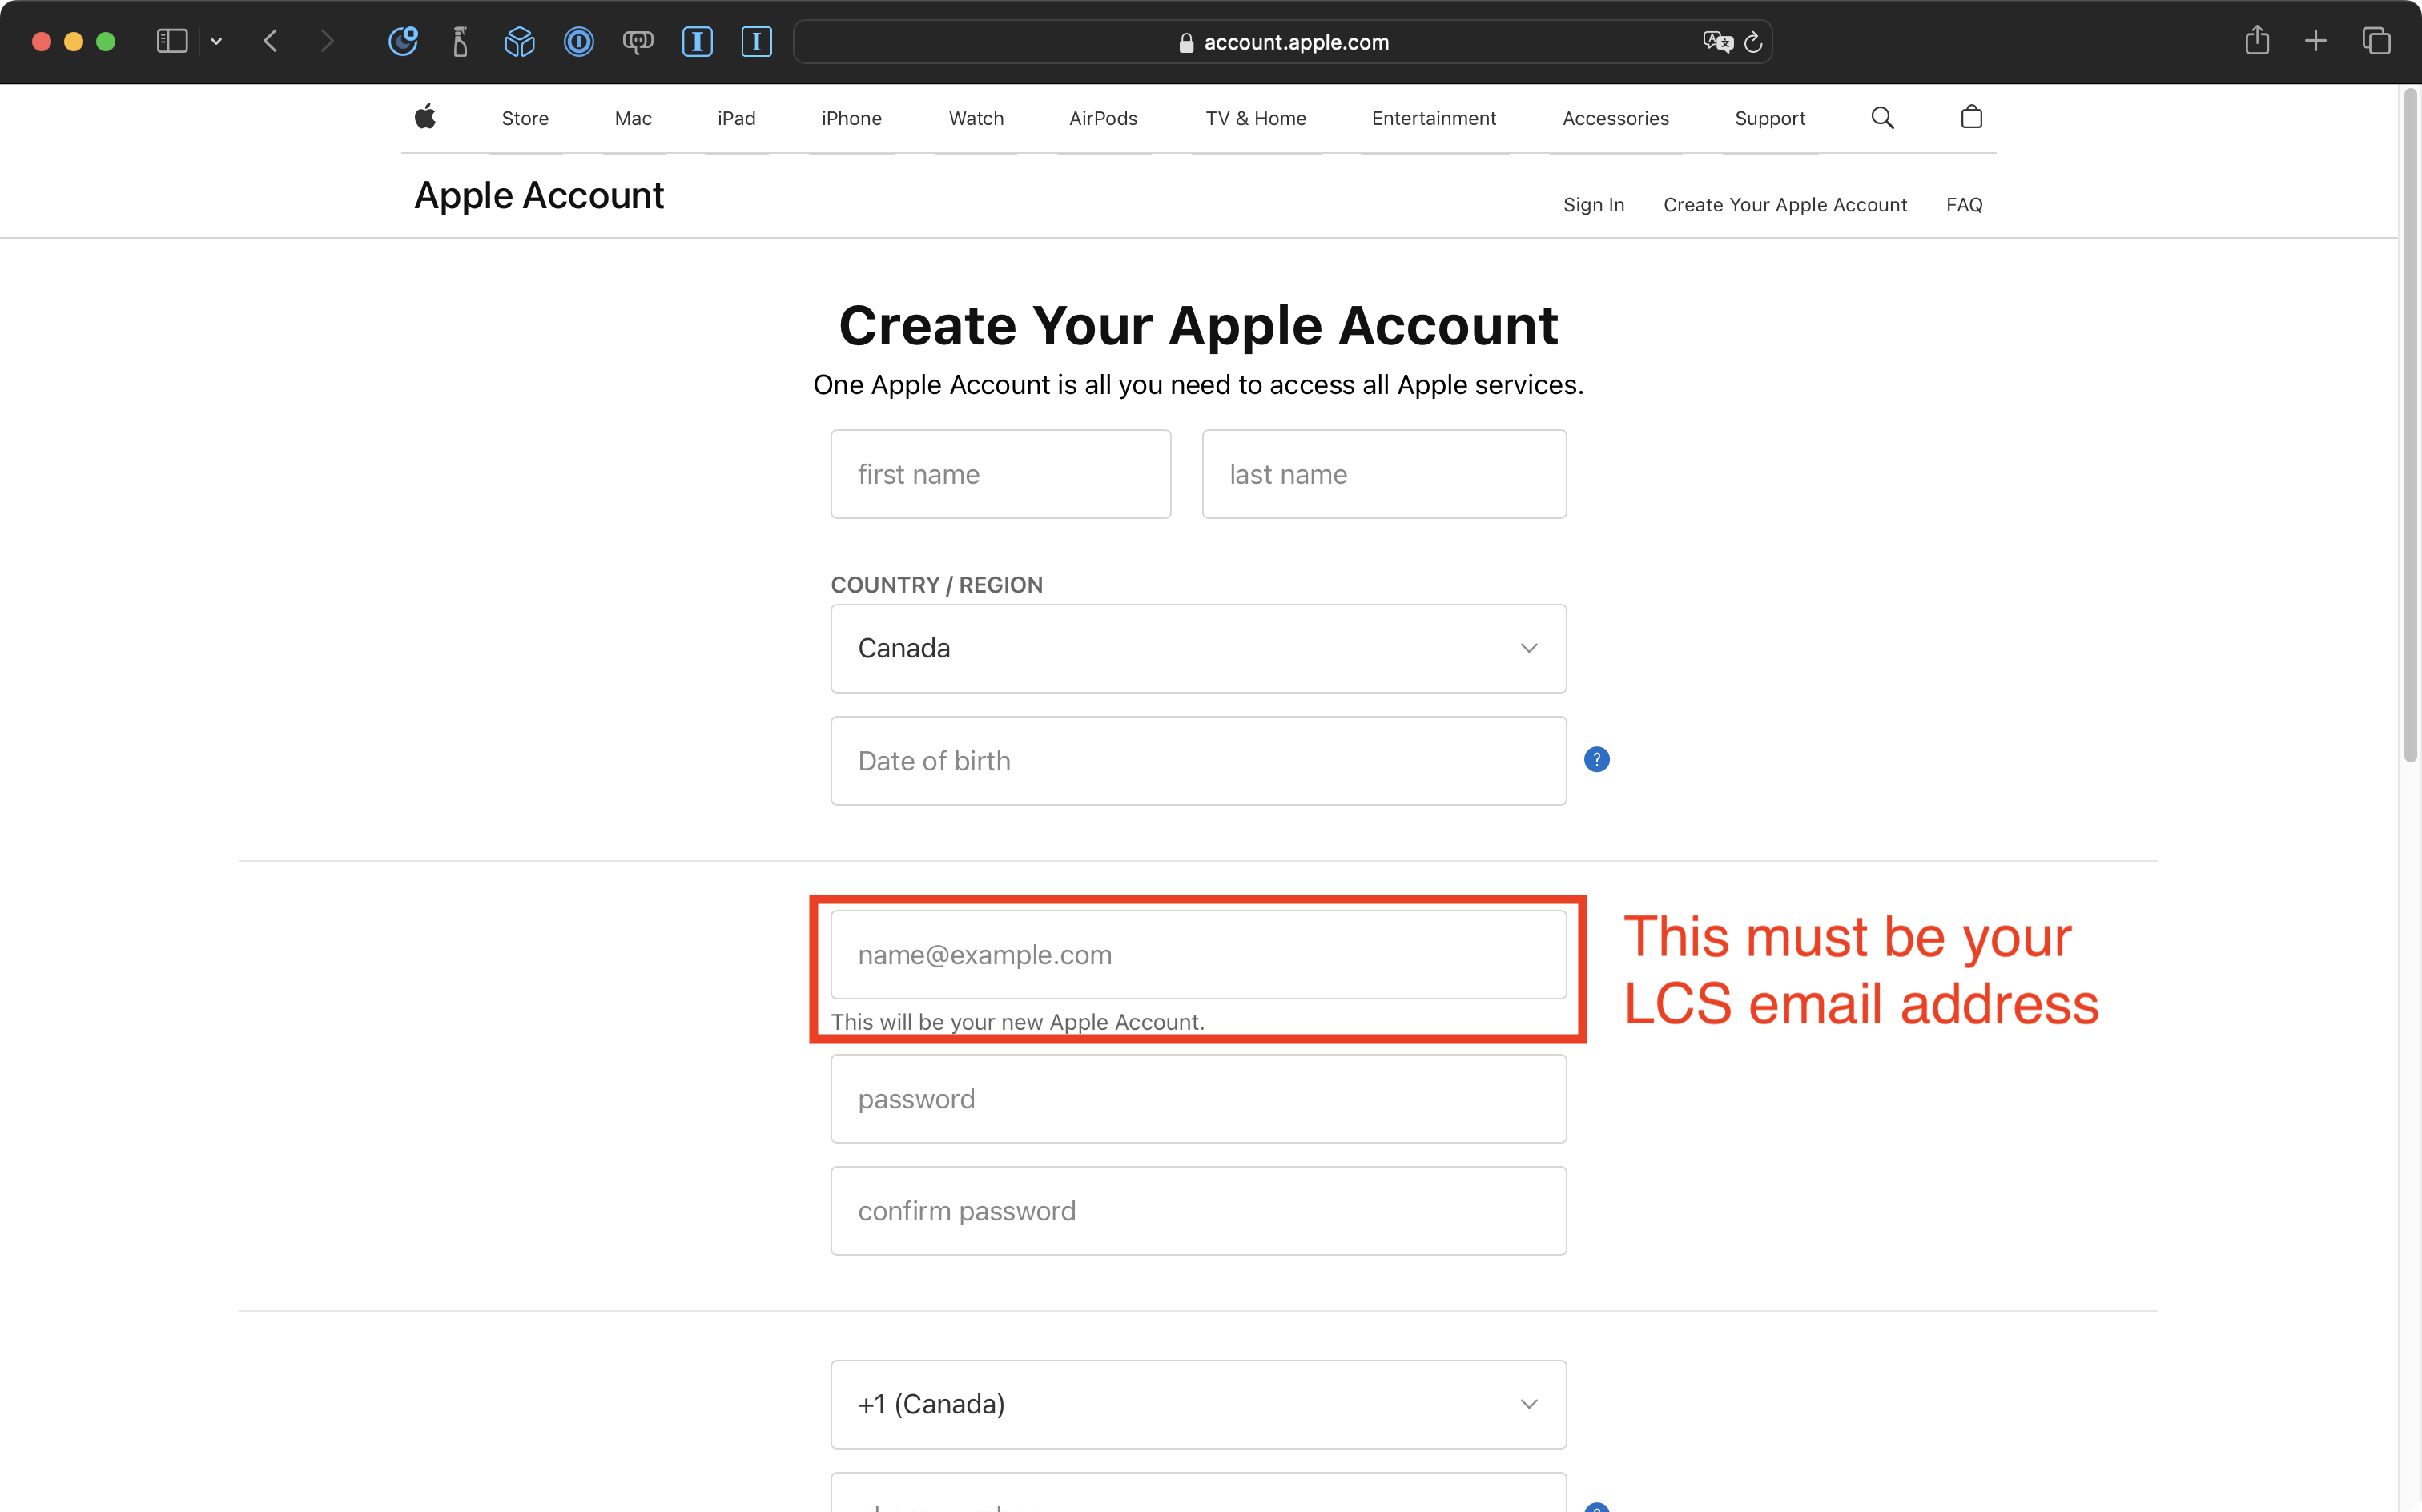 account.apple.com
Store Mac iPad iPhone Watch AirPods TV & Home Entertainment Accessories Support
Apple Account
Sign In Create Your Apple Account FAQ
Create Your Apple Account
One Apple Account is all you need to access all Apple services.
first name last name
COUNTRY / REGION
Canada
Date of birth
?
name@example.com
This will be your new Apple Account.
This must be your
LCS email address
password
confirm password
+1 (Canada)